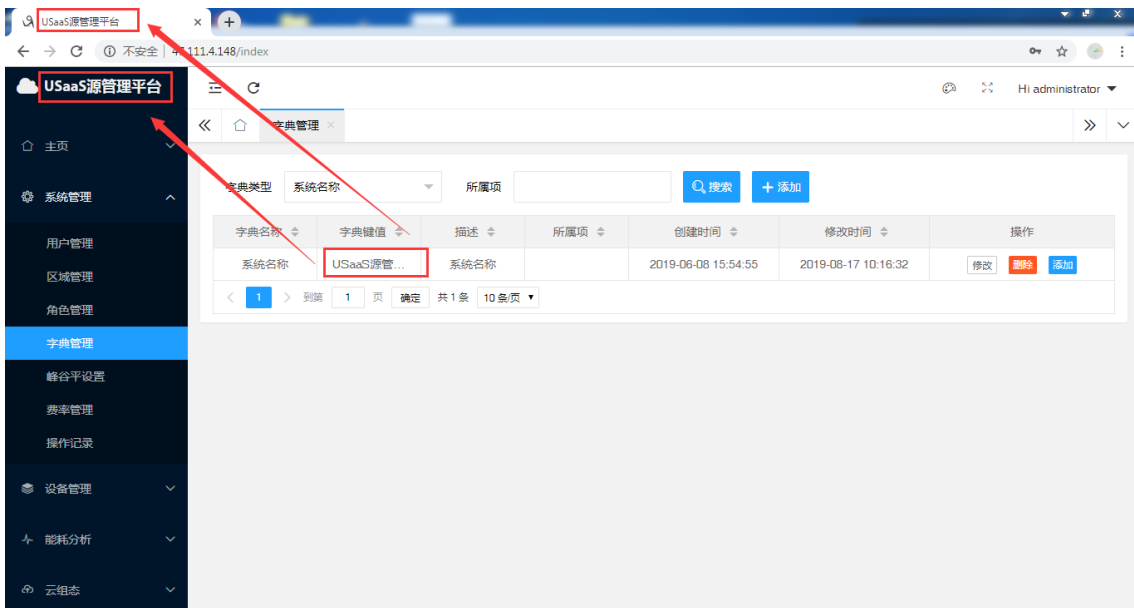 USaaS源管理平台
不安全 | 47.111.4.148/index
USaaS源管理平台
Hi administrator
字典管理
主页
系统管理
用户管理
区域管理
角色管理
字典管理
峰谷平设置
费率管理
操作记录
设备管理
能耗分析
云组态
字典类型 系统名称 所属项 搜索 添加
字典名称 字典键值 描述 所属项 创建时间 修改时间 操作
系统名称 USaaS源管... 系统名称 2019-06-08 15:54:55 2019-08-17 10:16:32 修改 删除 添加
1 到第 1 页 确定 共 1 条 10 条/页